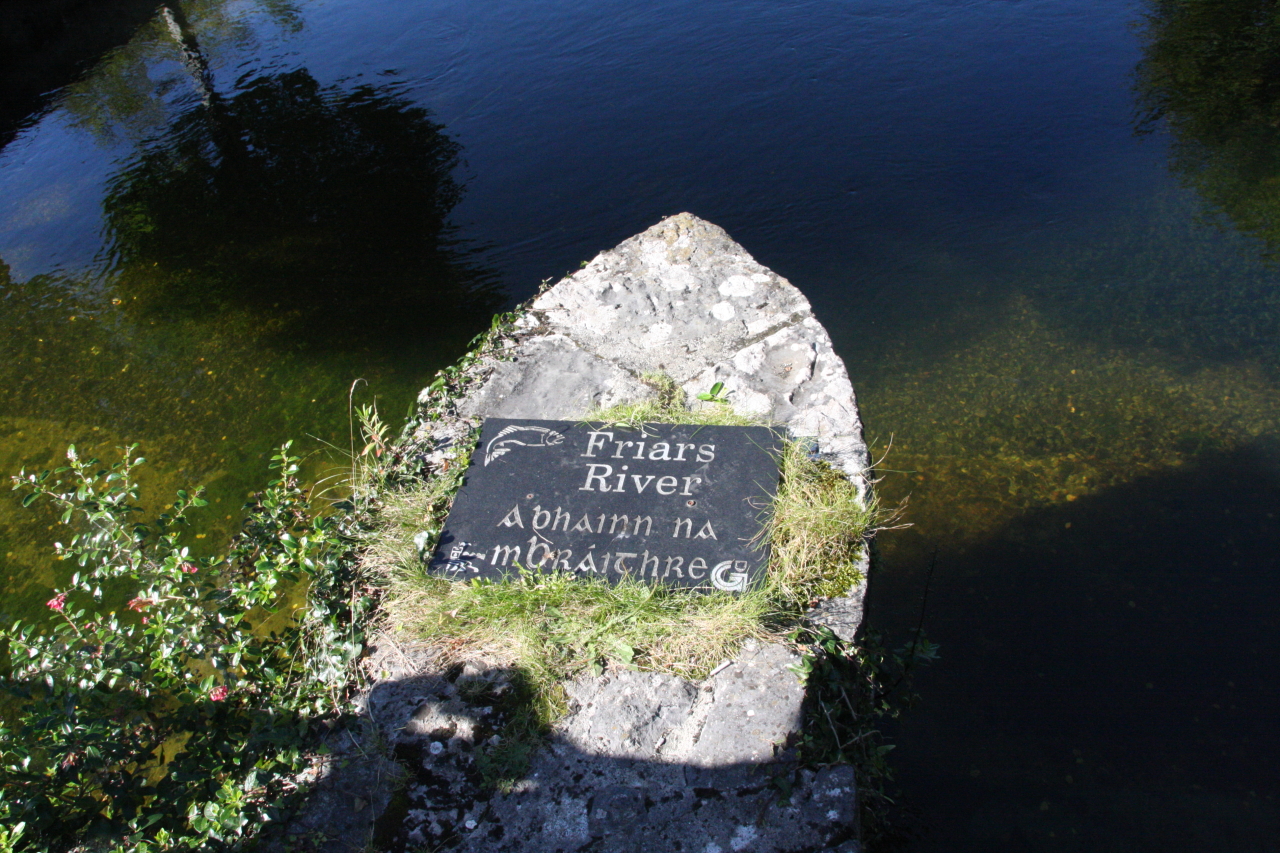 Friars
River
Abhainn na
mBráithre
G